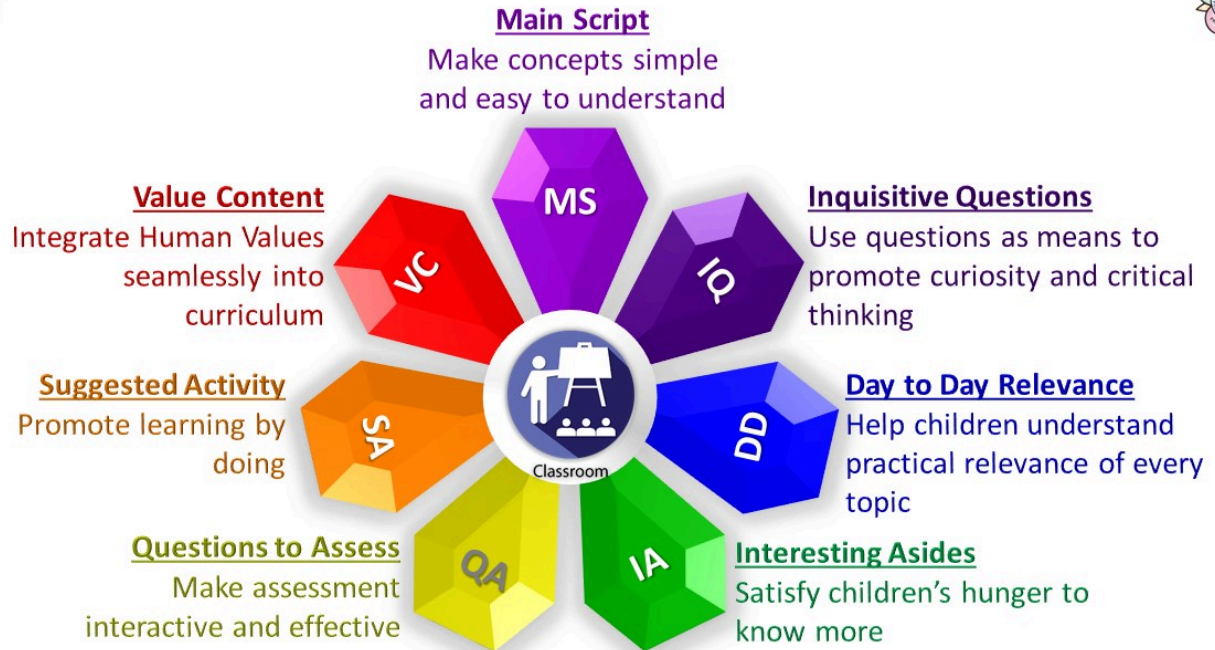 Main Script
Make concepts simple
and easy to understand
MS
Inquisitive Questions
Use questions as means to
promote curiosity and critical
thinking
IQ
Day to Day Relevance
Help children understand
practical relevance of every
topic
DD
Interesting Asides
Satisfy children’s hunger to
know more
IA
Questions to Assess
Make assessment
interactive and effective
QA
Suggested Activity
Promote learning by
doing
SA
Value Content
Integrate Human Values
seamlessly into
curriculum
VC
Classroom